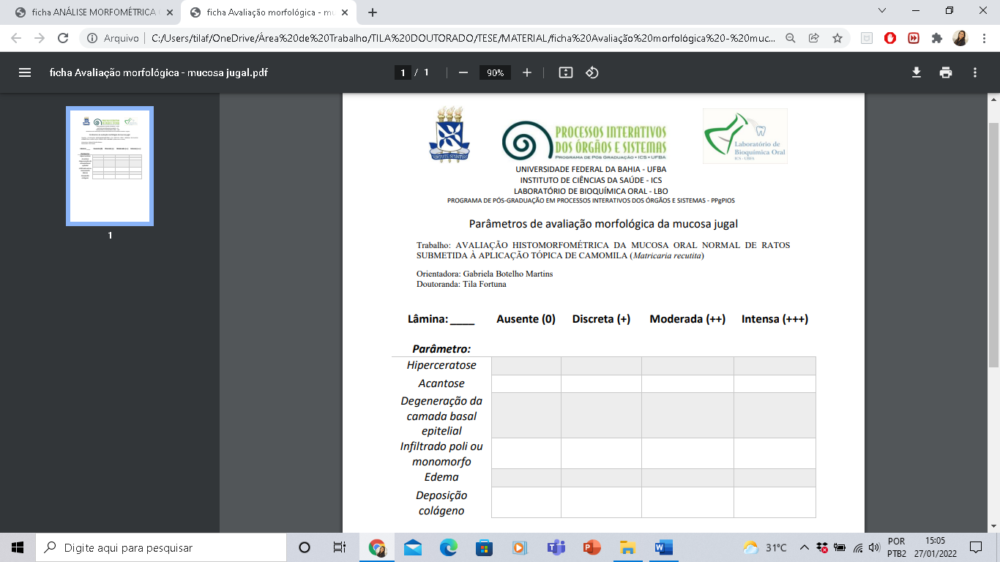 ficha ANÁLISE MORFOMÉTRICA
ficha Avaliação morfológica - mu
Arquivo
C:/Users/tilaf/OneDrive/Área%20de%20Trabalho/TILA%20DOUTORADO/TESE/MATERIAL/ficha%20Avaliação%20morfológica%20-%20muc...
ficha Avaliação morfológica - mucosa jugal.pdf
1 / 1
90%
1
VIRTUTE SPIRITUS
PROCESSOS INTERATIVOS
DOS ÓRGÃOS E SISTEMAS
PROGRAMA DE PÓS GRADUAÇÃO • ICS • UFBA
Laboratório de
Bioquímica Oral
ICS - UFBA
UNIVERSIDADE FEDERAL DA BAHIA - UFBA
INSTITUTO DE CIÊNCIAS DA SAÚDE - ICS
LABORATÓRIO DE BIOQUÍMICA ORAL - LBO
PROGRAMA DE PÓS-GRADUAÇÃO EM PROCESSOS INTERATIVOS DOS ÓRGÃOS E SISTEMAS - PPgPIOS
Parâmetros de avaliação morfológica da mucosa jugal
Trabalho: AVALIAÇÃO HISTOMORFOMÉTRICA DA MUCOSA ORAL NORMAL DE RATOS
SUBMETIDA À APLICAÇÃO TÓPICA DE CAMOMILA (Matricaria recutita)
Orientadora: Gabriela Botelho Martins
Doutoranda: Tila Fortuna
Lâmina: ____ Ausente (0) Discreta (+) Moderada (++) Intensa (+++)
Parâmetro:
Hiperceratose
Acantose
Degeneração da
camada basal
epitelial
Infiltrado poli ou
monomorfo
Edema
Deposição
colágeno
Digite aqui para pesquisar
31°C
POR
PTB2
15:05
27/01/2022